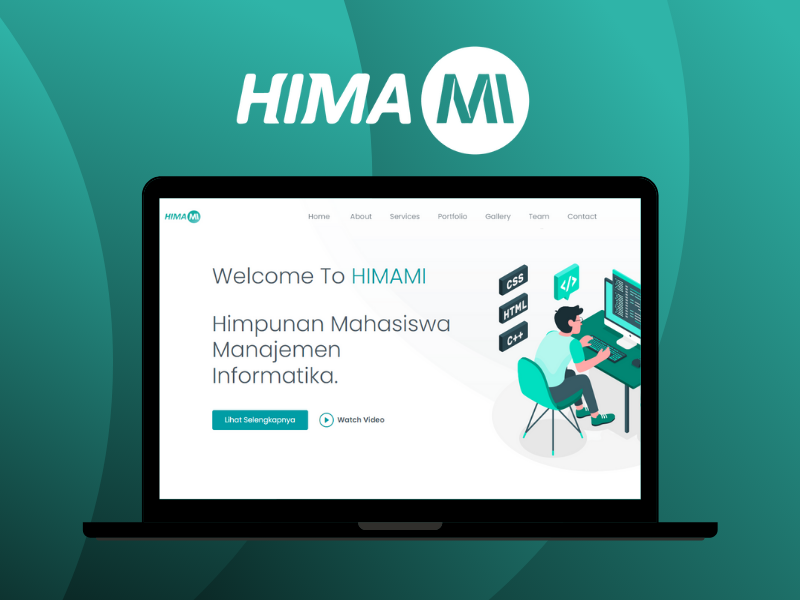 HIMA MI
HIMA MI
Home About Services Portfolio Gallery Team Contact
Welcome To HIMAMI
Himpunan Mahasiswa
Manajemen
Informatika.
Lihat Selengkapnya
Watch Video
CSS
</>
HTML
C++